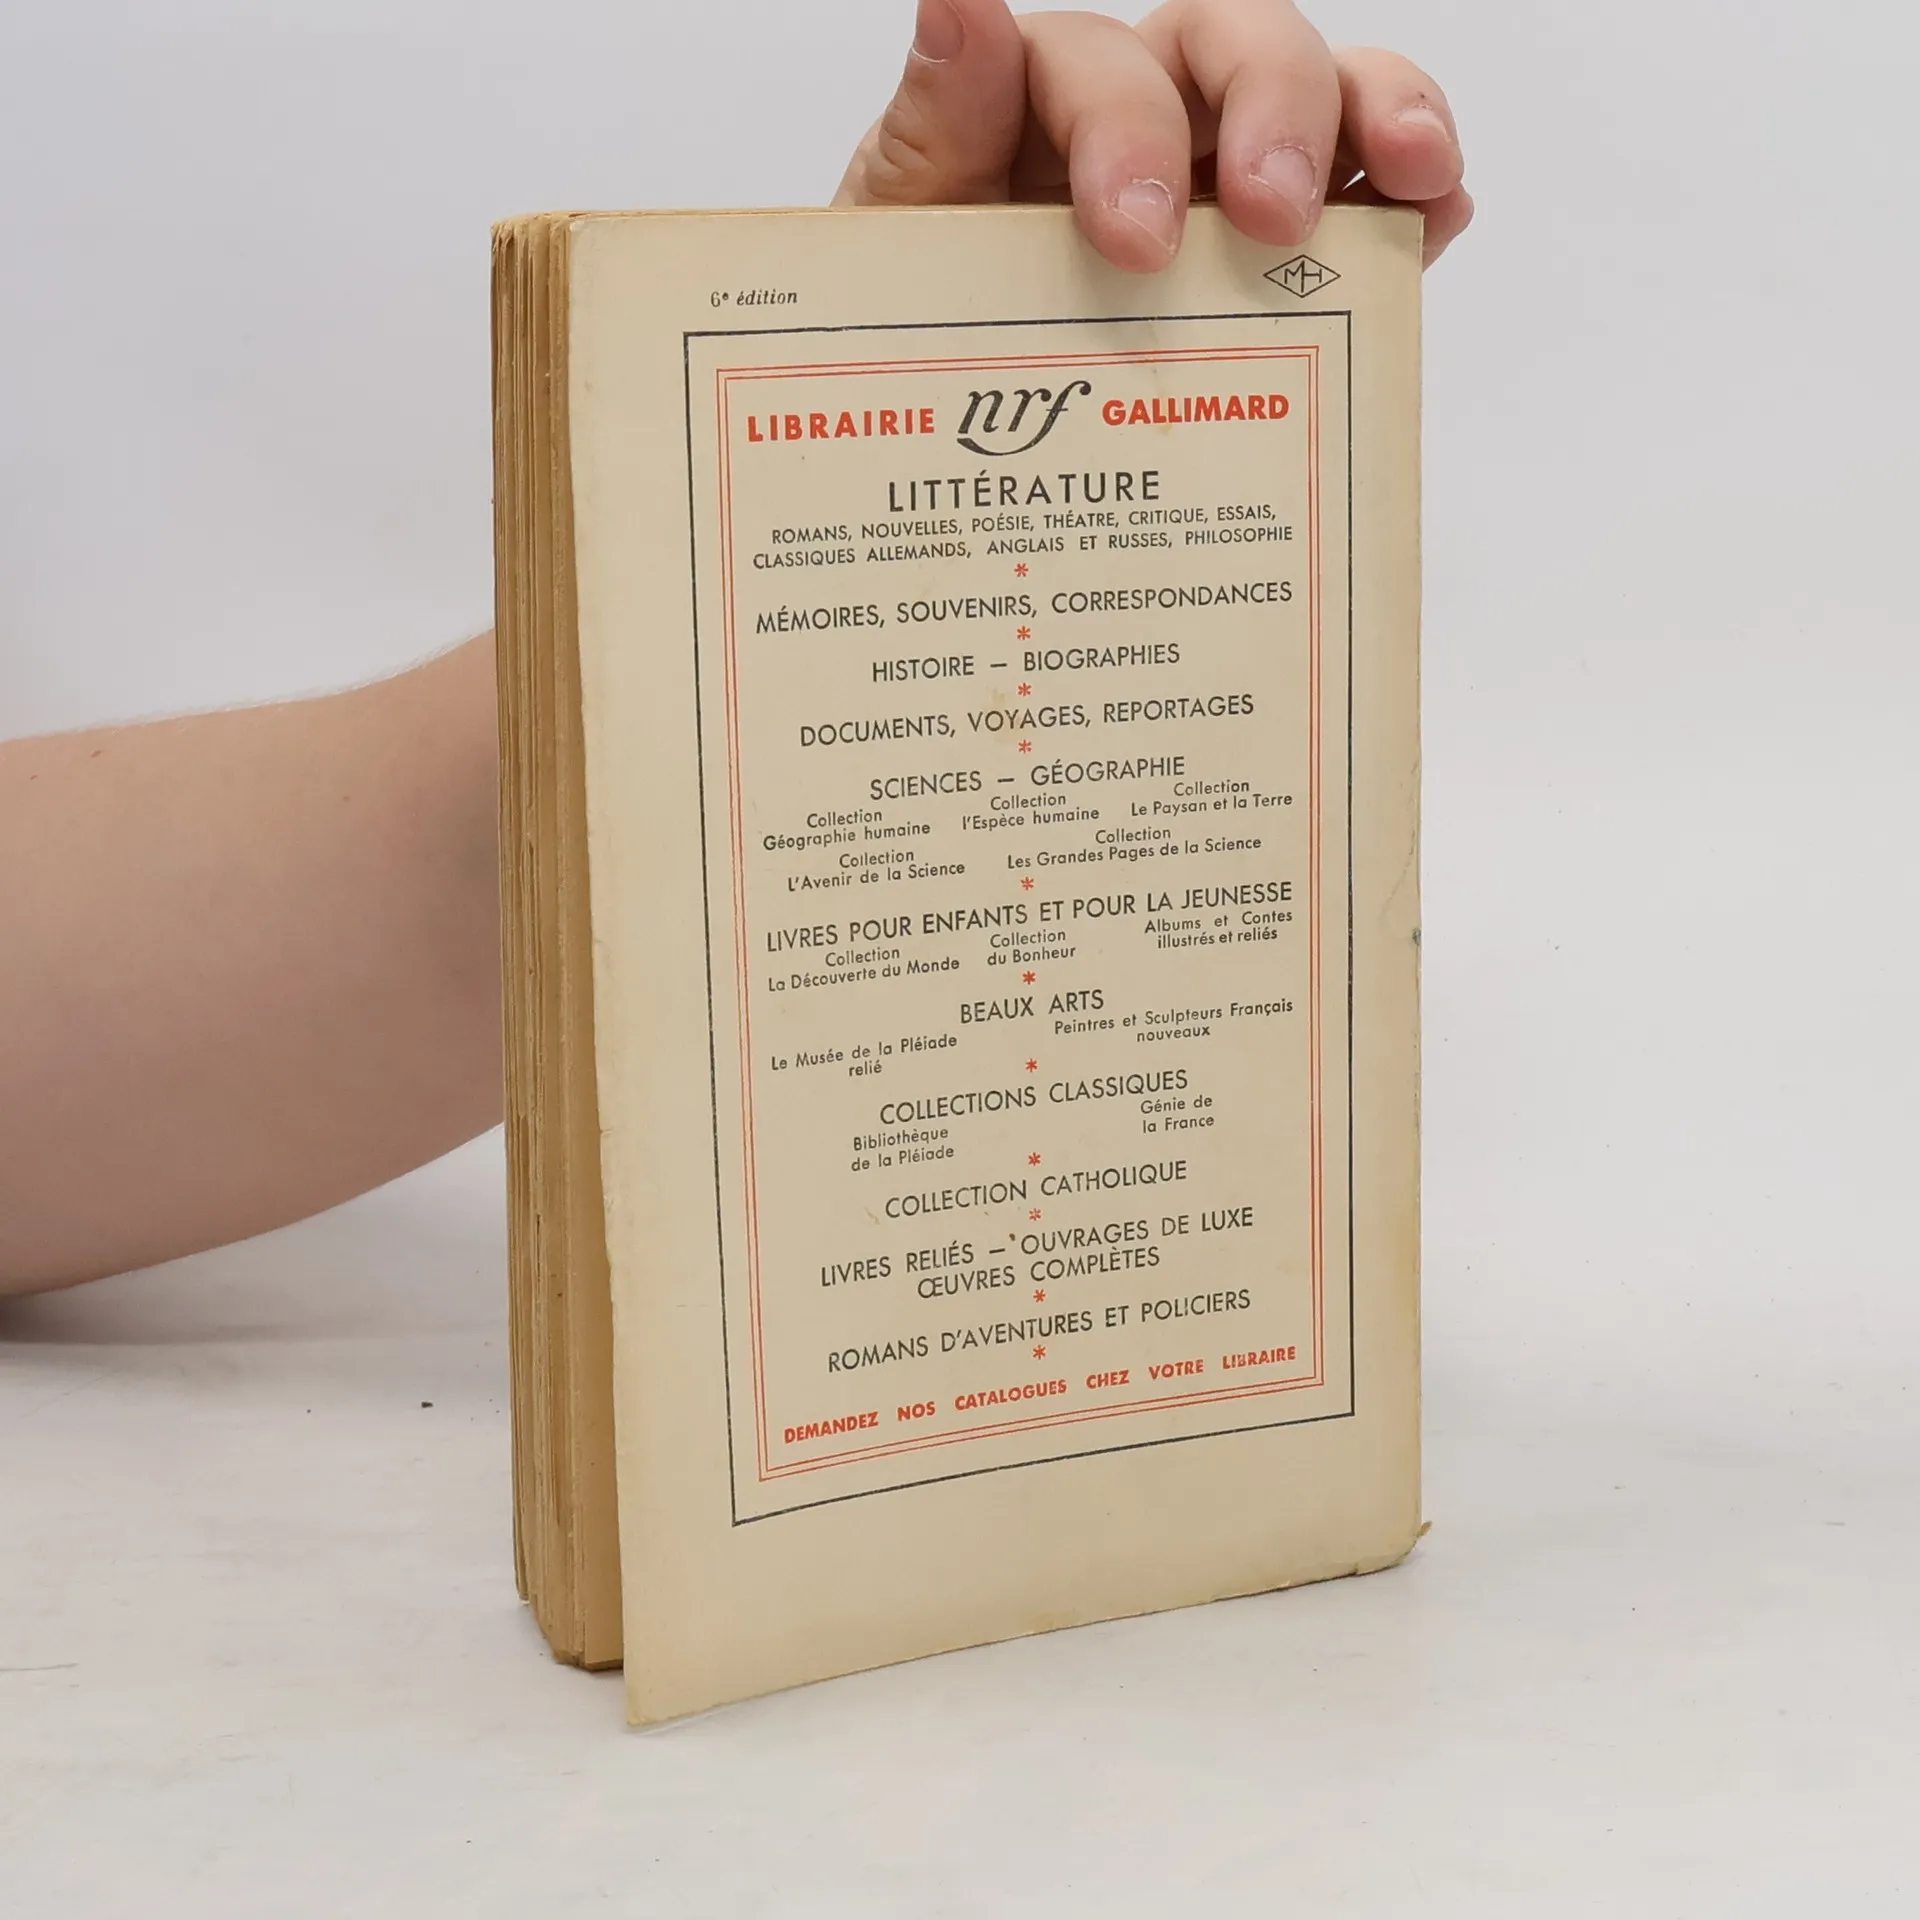 6ᵉ édition
MH
LIBRAIRIE nrf GALLIMARD
LITTÉRATURE
ROMANS, NOUVELLES, POÉSIE, THÉATRE, CRITIQUE, ESSAIS,
CLASSIQUES ALLEMANDS, ANGLAIS ET RUSSES, PHILOSOPHIE
*
MÉMOIRES, SOUVENIRS, CORRESPONDANCES
*
HISTOIRE – BIOGRAPHIES
*
DOCUMENTS, VOYAGES, REPORTAGES
*
SCIENCES – GÉOGRAPHIE
Collection
Géographie humaine
Collection
l'Espèce humaine
Collection
Le Paysan et la Terre
Collection
L'Avenir de la Science
Collection
Les Grandes Pages de la Science
*
LIVRES POUR ENFANTS ET POUR LA JEUNESSE
Collection
La Découverte du Monde
Collection
du Bonheur
Albums et Contes
illustrés et reliés
*
BEAUX ARTS
Le Musée de la Pléiade
relié
Peintres et Sculpteurs Français
nouveaux
*
COLLECTIONS CLASSIQUES
Bibliothèque
de la Pléiade
Génie de
la France
*
COLLECTION CATHOLIQUE
*
LIVRES RELIÉS – OUVRAGES DE LUXE
ŒUVRES COMPLÈTES
*
ROMANS D'AVENTURES ET POLICIERS
*
DEMANDEZ NOS CATALOGUES CHEZ VOTRE LIBRAIRE